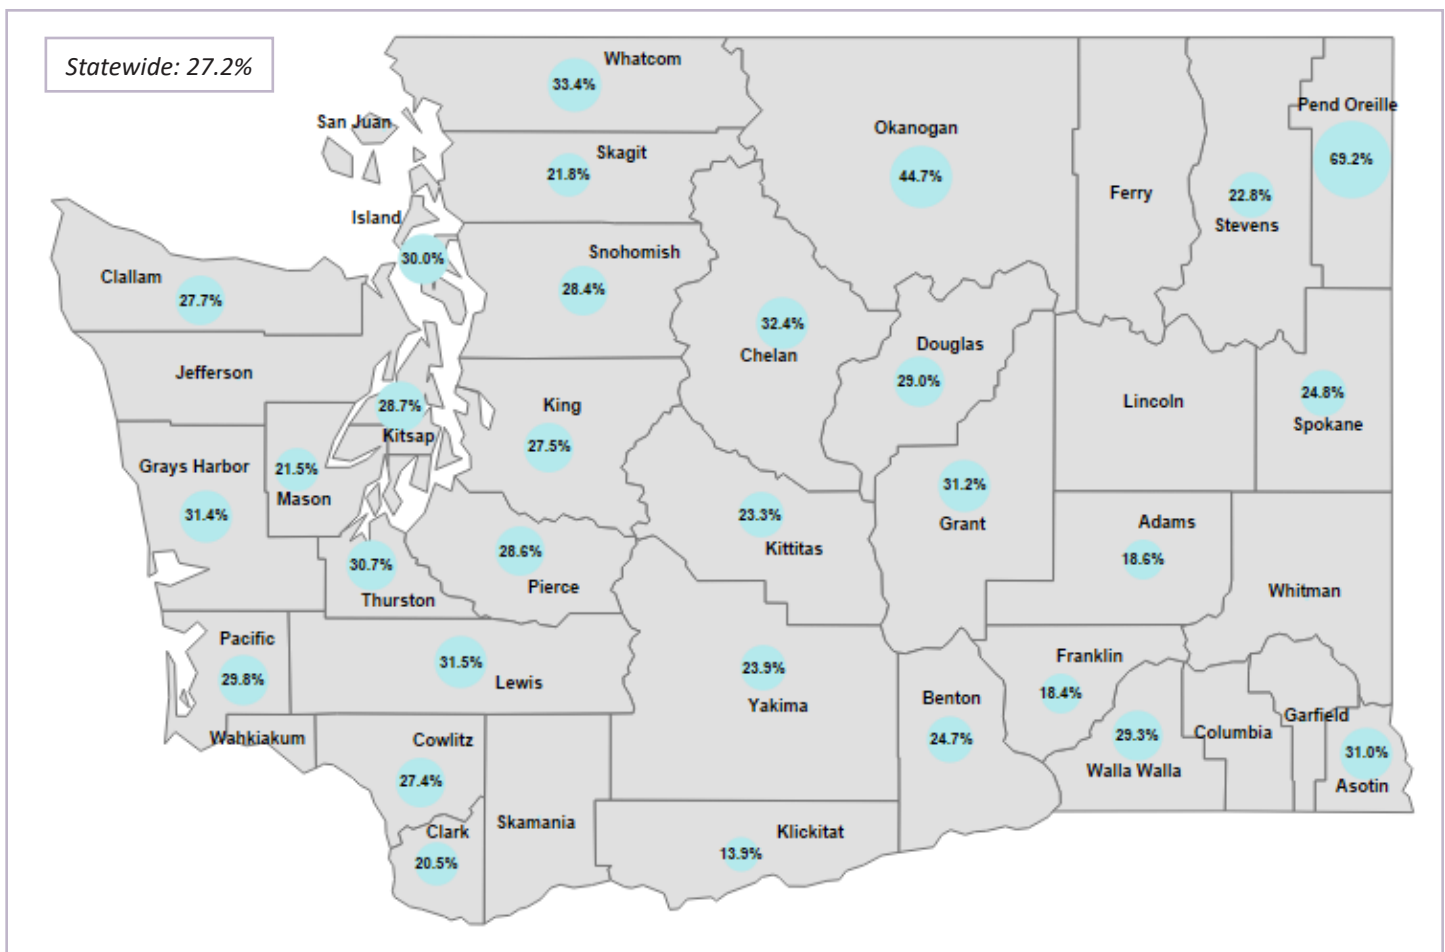 Statewide: 27.2%
Whatcom
33.4%
San Juan
Skagit
21.8%
Okanogan
44.7%
Pend Oreille
69.2%
Ferry
22.8%
Stevens
Island
30.0%
Snohomish
28.4%
Clallam
27.7%
32.4%
Chelan
Douglas
29.0%
Jefferson
28.7%
Kitsap
King
27.5%
Lincoln
24.8%
Spokane
Grays Harbor
31.4%
21.5%
Mason
31.2%
Grant
23.3%
Kittitas
Adams
18.6%
30.7%
Thurston
28.6%
Pierce
Whitman
Pacific
29.8%
31.5%
Lewis
23.9%
Yakima
Franklin
18.4%
Benton
24.7%
29.3%
Walla Walla
Columbia
Garfield
31.0%
Asotin
Wahkiakum
Cowlitz
27.4%
Clark
20.5%
Skamania
Klickitat
13.9%